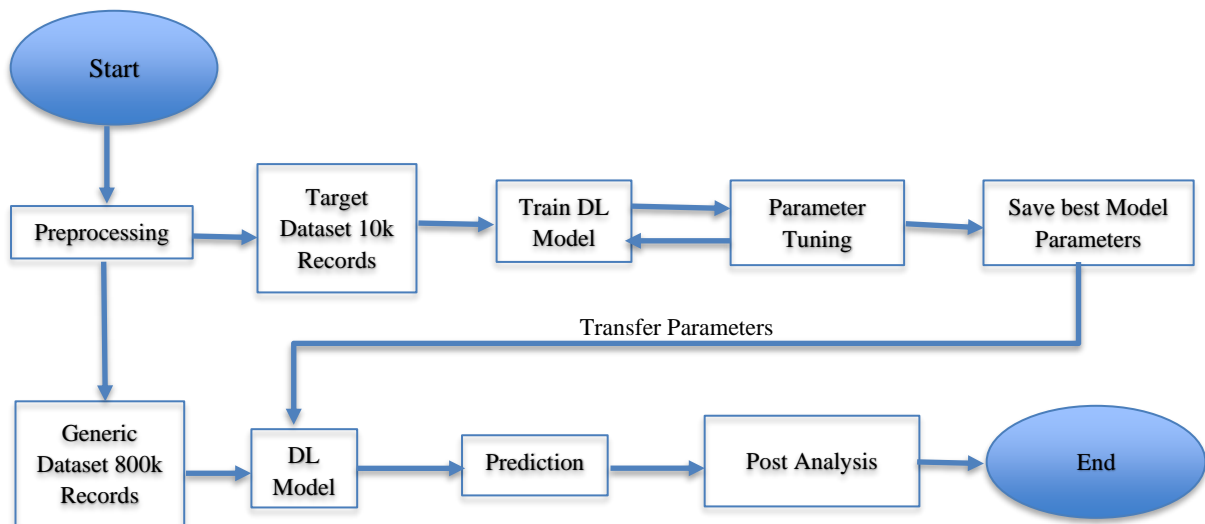 Start
Preprocessing
Target
Dataset 10k
Records
Train DL
Model
Parameter
Tuning
Save best Model
Parameters
Transfer Parameters
Generic
Dataset 800k
Records
DL
Model
Prediction
Post Analysis
End